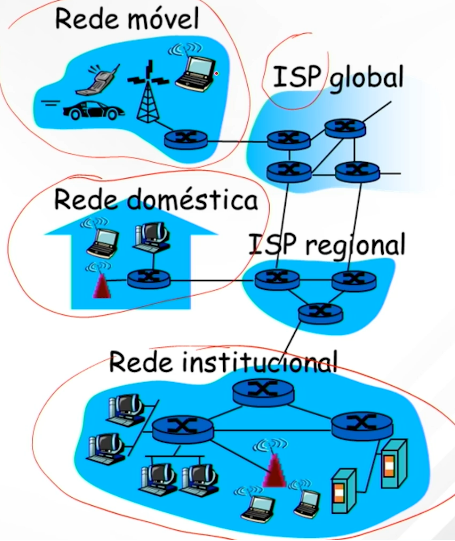 Rede móvel
ISP global
Rede doméstica
ISP regional
Rede institucional